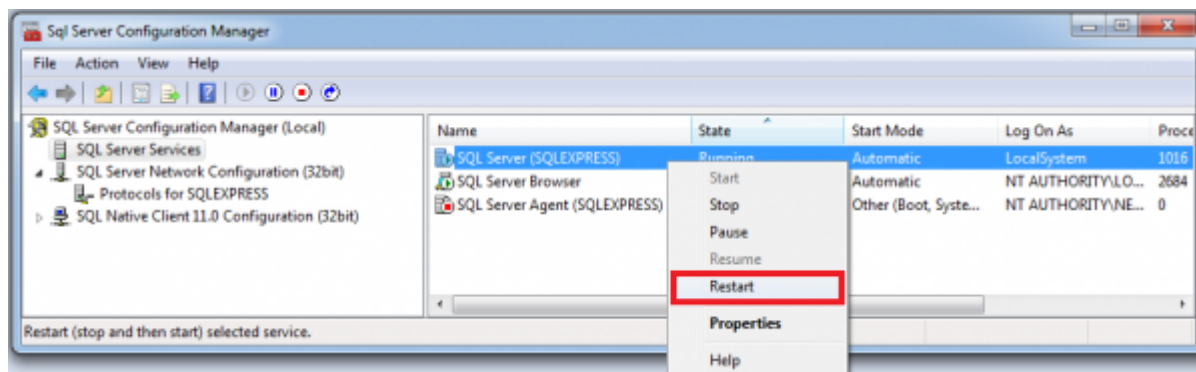 Sql Server Configuration Manager
File Action View Help
SQL Server Configuration Manager (Local)
SQL Server Services
SQL Server Network Configuration (32bit)
Protocols for SQLEXPRESS
SQL Native Client 11.0 Configuration (32bit)
Name State Start Mode Log On As Proce
SQL Server (SQLEXPRESS) Running Automatic LocalSystem 1016
SQL Server Browser Automatic NT AUTHORITY\LO... 2684
SQL Server Agent (SQLEXPRESS) Other (Boot, Syste... NT AUTHORITY\NE... 0
Start
Stop
Pause
Resume
Restart
Properties
Help
Restart (stop and then start) selected service.